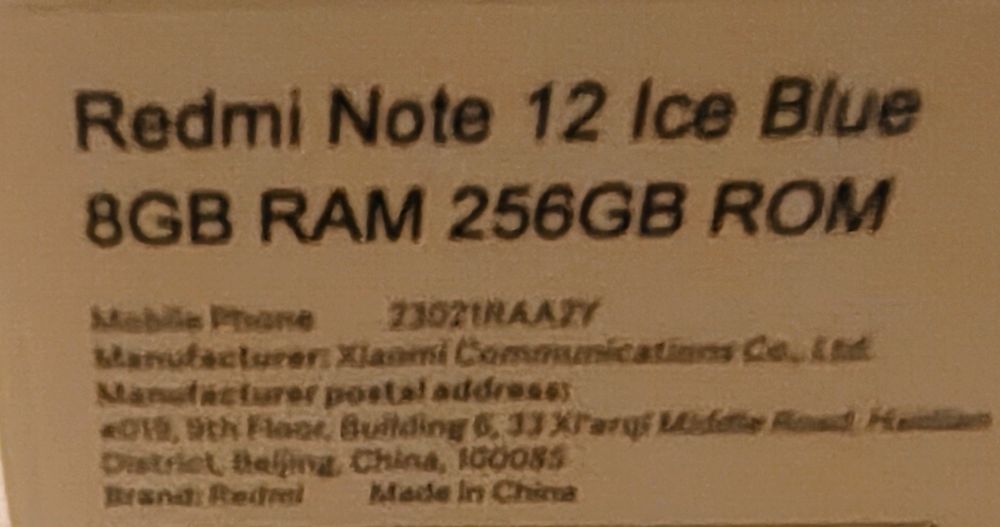 Redmi Note 12 Ice Blue
8GB RAM 256GB ROM
Mobile Phone 23021RAA2Y
Manufacturer: Xiaomi Communications Co., Ltd.
Manufacturer postal address:
#019, 9th Floor, Building 6, 33 Xi'erqi Middle Road, Haidian
District, Beijing, China, 100085
Brand: Redmi Made in China